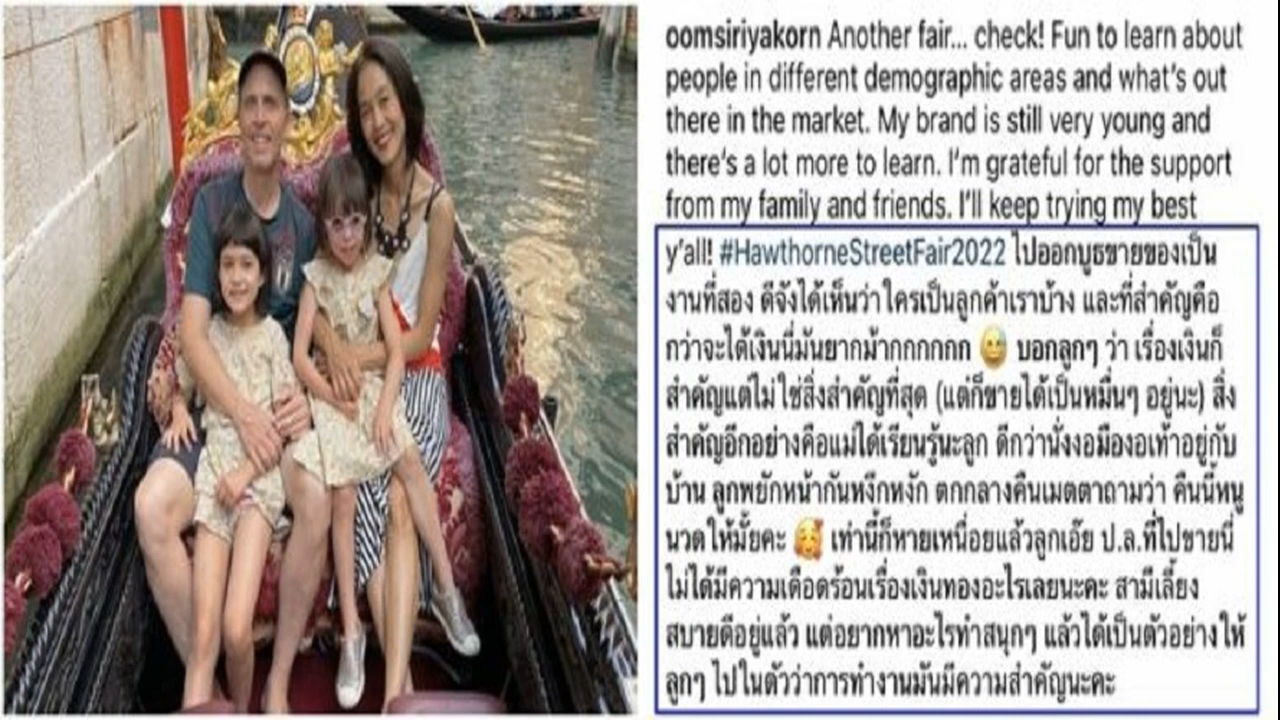 oomsiriyakorn Another fair... check! Fun to learn about
people in different demographic areas and what's out
there in the market. My brand is still very young and
there's a lot more to learn. I'm grateful for the support
from my family and friends. I'll keep trying my best
y'all! #HawthorneStreetFair2022 ไปออกบูธขายของเป็น
งานที่สอง ดีจังได้เห็นว่าใครเป็นลูกค้าเราบ้าง และที่สำคัญคือ
กว่าจะได้เงินนี่มันยากม้ากกกกกก 😅 บอกลูกๆ ว่า เรื่องเงินก็
สำคัญแต่ไม่ใช่สิ่งสำคัญที่สุด (แต่ก็ขายได้เป็นหมื่นๆ อยู่นะ) สิ่ง
สำคัญอีกอย่างคือแม่ได้เรียนรู้นะลูก ดีกว่านั่งงอมืองอเท้าอยู่กับ
บ้าน ลูกพยักหน้ากันหงึกหงัก ตกกลางคืนเมตตาถามว่า คืนนี้หนู
นวดให้มั้ยคะ 🥰 เท่านี้ก็หายเหนื่อยแล้วลูกเอ๊ย ป.ล.ที่ไปขายนี่
ไม่ได้มีความเดือดร้อนเรื่องเงินทองอะไรเลยนะคะ สามีเลี้ยง
สบายดีอยู่แล้ว แต่อยากหาอะไรทำสนุกๆ แล้วได้เป็นตัวอย่างให้
ลูกๆ ไปในตัวว่าการทำงานมันมีความสำคัญนะคะ